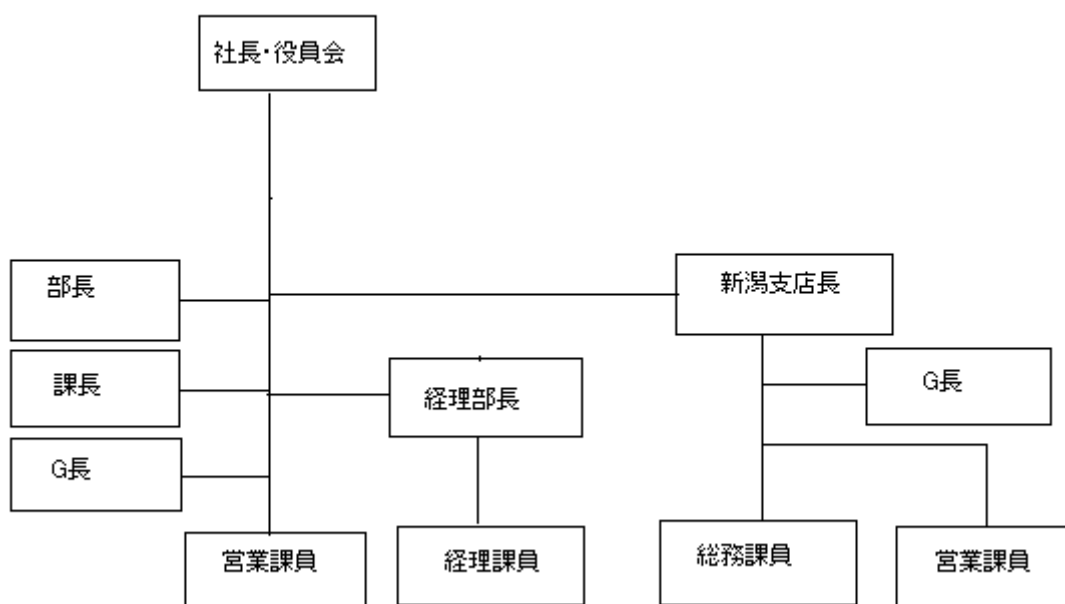 社長・役員会
部長
新潟支店長
課長
経理部長
G長
G長
営業課員
経理課員
総務課員
営業課員